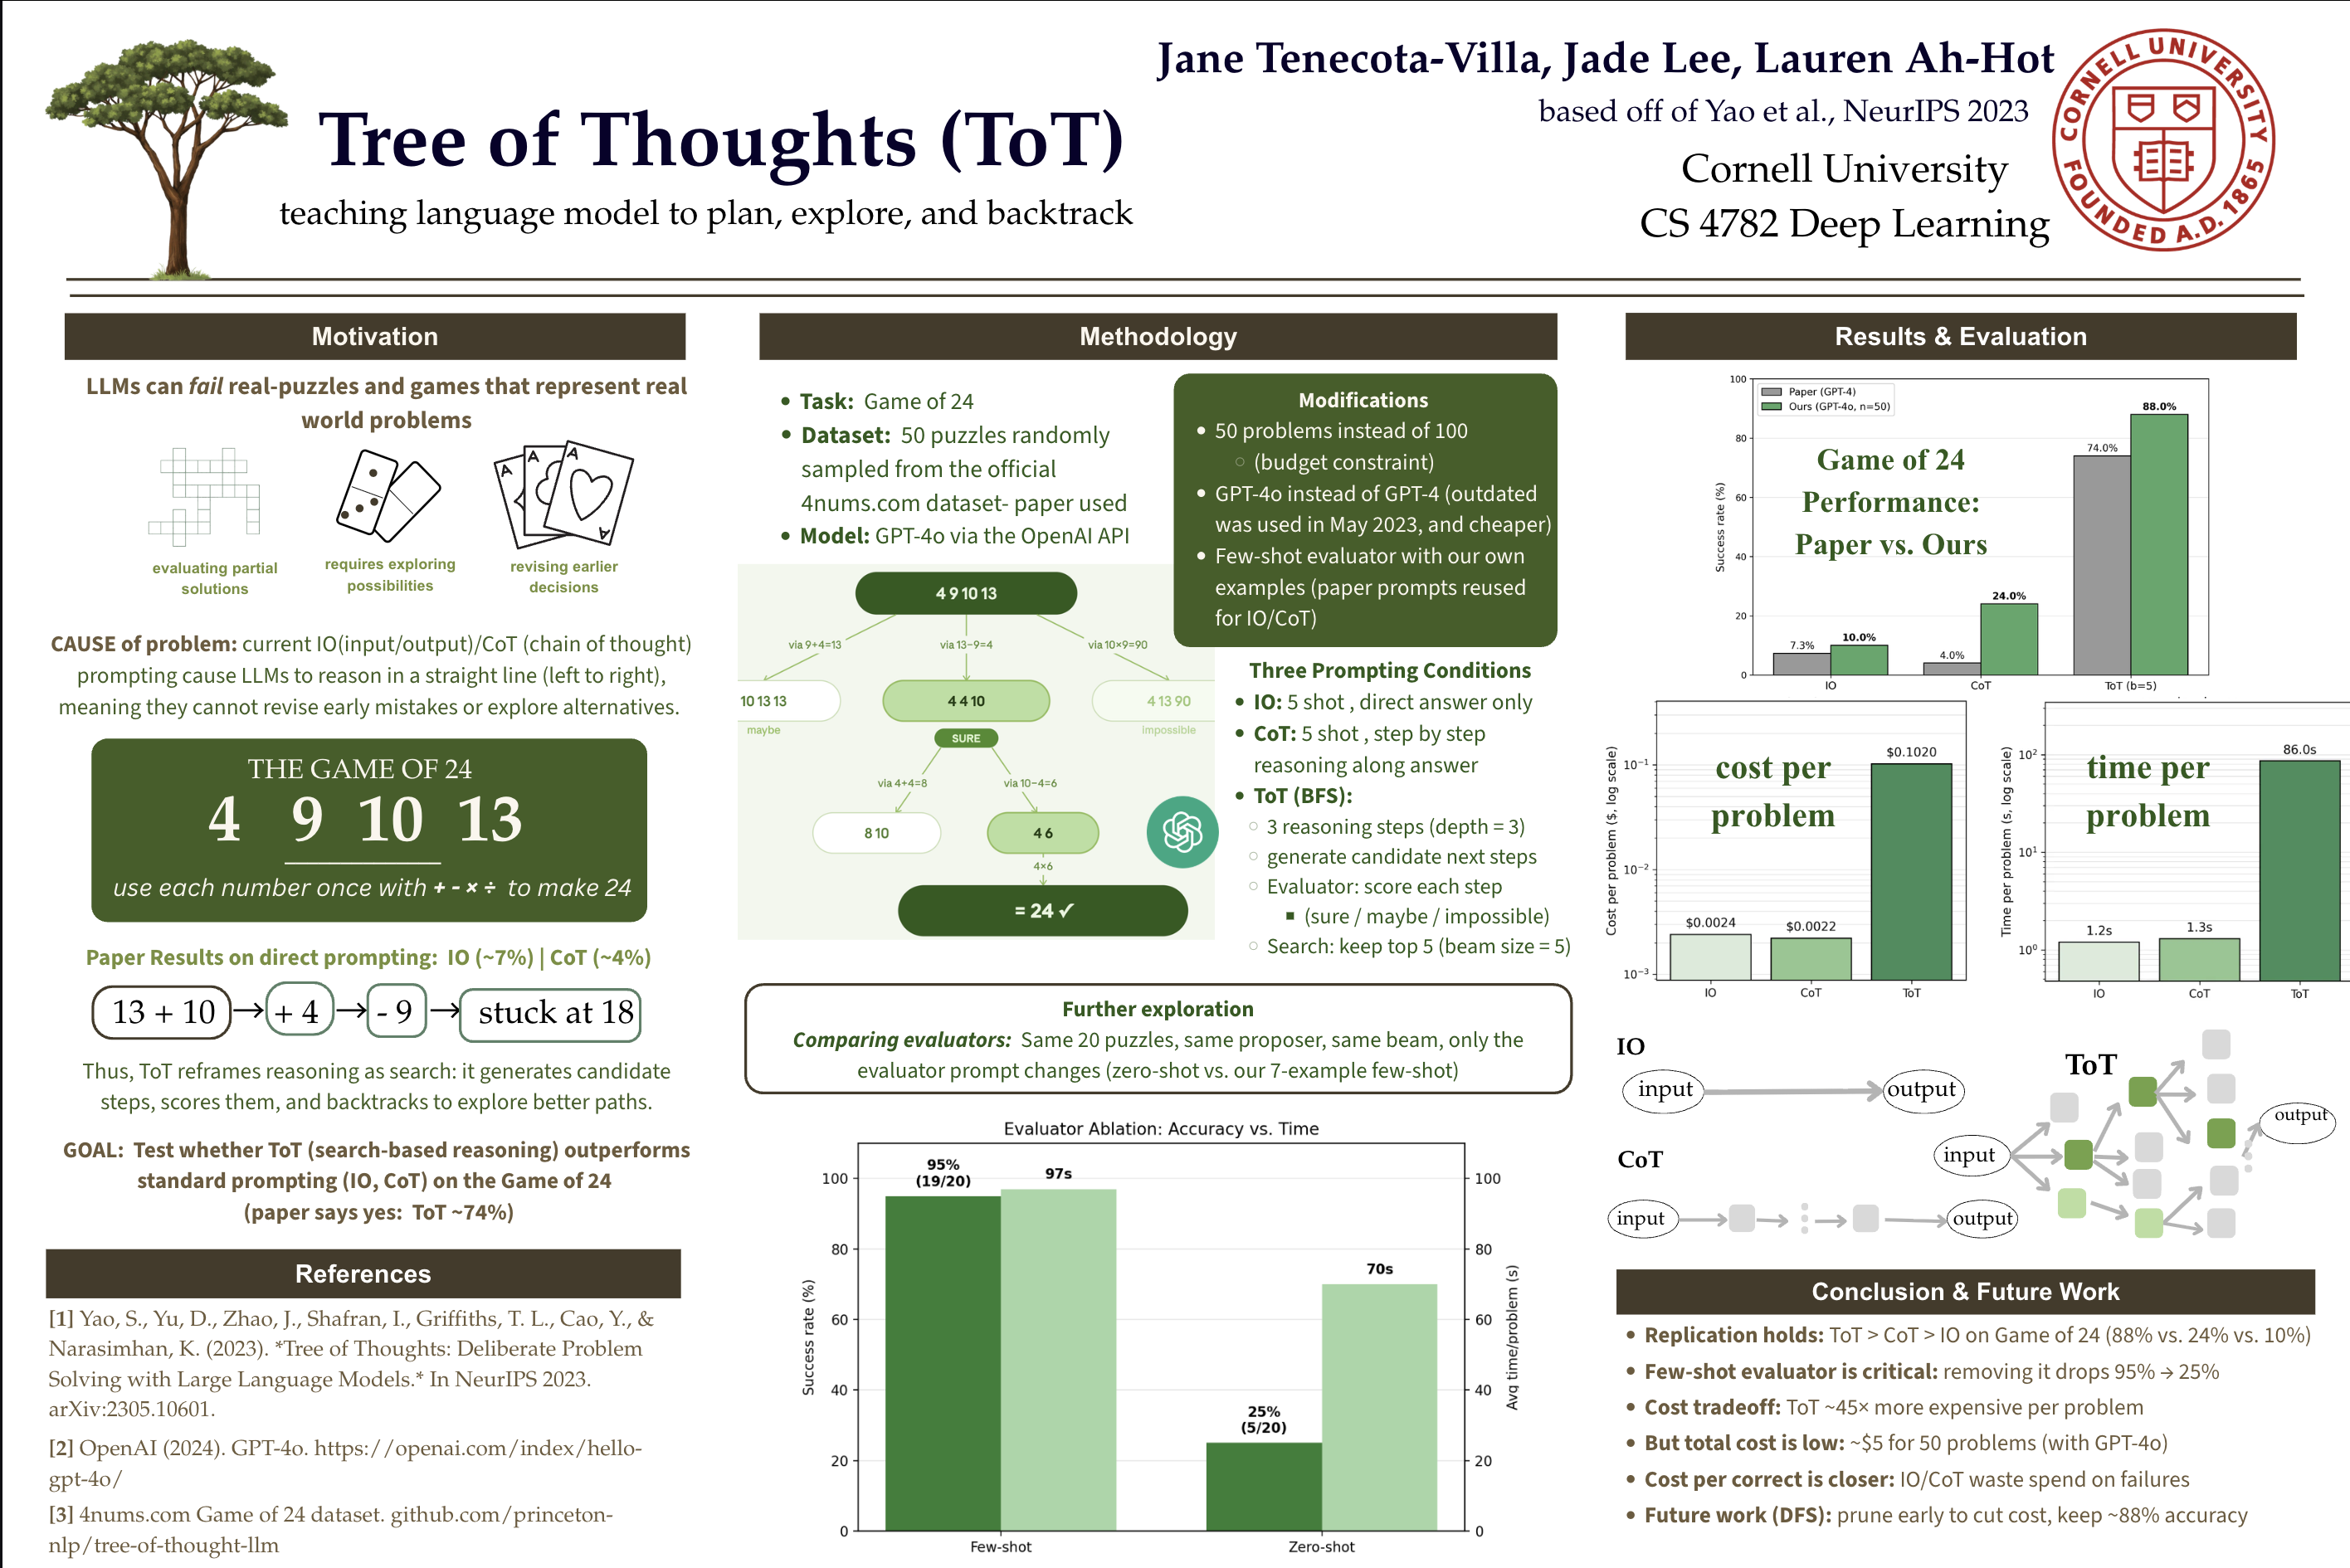 Tree of Thoughts (ToT)
teaching language model to plan, explore, and backtrack
Jane Tenecota-Villa, Jade Lee, Lauren Ah-Hot
based off of Yao et al., NeurIPS 2023
Cornell University
CS 4782 Deep Learning
CORNELL UNIVERSITY
FOUNDED A.D. 1865
Motivation
LLMs can fail real-puzzles and games that represent real
world problems
A A A
A
evaluating partial
solutions
requires exploring
possibilities
revising earlier
decisions
CAUSE of problem: current IO(input/output)/CoT (chain of thought)
prompting cause LLMs to reason in a straight line (left to right),
meaning they cannot revise early mistakes or explore alternatives.
THE GAME OF 24
4 9 10 13
use each number once with + - × ÷ to make 24
Paper Results on direct prompting: IO (~7%) | CoT (~4%)
13 + 10 → + 4 → - 9 → stuck at 18
Thus, ToT reframes reasoning as search: it generates candidate
steps, scores them, and backtracks to explore better paths.
GOAL: Test whether ToT (search-based reasoning) outperforms
standard prompting (IO, CoT) on the Game of 24
(paper says yes: ToT ~74%)
References
[1] Yao, S., Yu, D., Zhao, J., Shafran, I., Griffiths, T. L., Cao, Y., &
Narasimhan, K. (2023). *Tree of Thoughts: Deliberate Problem
Solving with Large Language Models.* In NeurIPS 2023.
arXiv:2305.10601.
[2] OpenAI (2024). GPT-4o. https://openai.com/index/hello-
gpt-4o/
[3] 4nums.com Game of 24 dataset. github.com/princeton-
nlp/tree-of-thought-llm
Methodology
• Task: Game of 24
• Dataset: 50 puzzles randomly
sampled from the official
4nums.com dataset- paper used
• Model: GPT-4o via the OpenAI API
Modifications
• 50 problems instead of 100
○ (budget constraint)
• GPT-4o instead of GPT-4 (outdated
was used in May 2023, and cheaper)
• Few-shot evaluator with our own
examples (paper prompts reused
for IO/CoT)
4 9 10 13
via 9+4=13
via 13−9=4
via 10×9=90
10 13 13
4 4 10
4 13 90
maybe
SURE
impossible
via 4+4=8
via 10−4=6
8 10
4 6
4×6
= 24 ✓
Three Prompting Conditions
• IO: 5 shot , direct answer only
• CoT: 5 shot , step by step
reasoning along answer
• ToT (BFS):
○ 3 reasoning steps (depth = 3)
○ generate candidate next steps
○ Evaluator: score each step
■ (sure / maybe / impossible)
○ Search: keep top 5 (beam size = 5)
Further exploration
Comparing evaluators: Same 20 puzzles, same proposer, same beam, only the
evaluator prompt changes (zero-shot vs. our 7-example few-shot)
Evaluator Ablation: Accuracy vs. Time
Success rate (%)
100
80
60
40
20
0
95%
(19/20)
97s
25%
(5/20)
70s
Few-shot
Zero-shot
100
80
60
40
20
0
Avg time/problem (s)
Results & Evaluation
Paper (GPT-4)
Ours (GPT-4o, n=50)
Game of 24
Performance:
Paper vs. Ours
Success rate (%)
100
80
60
40
20
0
7.3%
10.0%
4.0%
24.0%
74.0%
88.0%
IO
CoT
ToT (b=5)
cost per
problem
Cost per problem ($, log scale)
10⁻¹
10⁻²
10⁻³
$0.0024
$0.0022
$0.1020
IO
CoT
ToT
time per
problem
Time per problem (s, log scale)
10²
10¹
10⁰
1.2s
1.3s
86.0s
IO
CoT
ToT
IO
input
output
CoT
input
output
ToT
input
output
Conclusion & Future Work
• Replication holds: ToT > CoT > IO on Game of 24 (88% vs. 24% vs. 10%)
• Few-shot evaluator is critical: removing it drops 95% → 25%
• Cost tradeoff: ToT ~45× more expensive per problem
• But total cost is low: ~$5 for 50 problems (with GPT-4o)
• Cost per correct is closer: IO/CoT waste spend on failures
• Future work (DFS): prune early to cut cost, keep ~88% accuracy